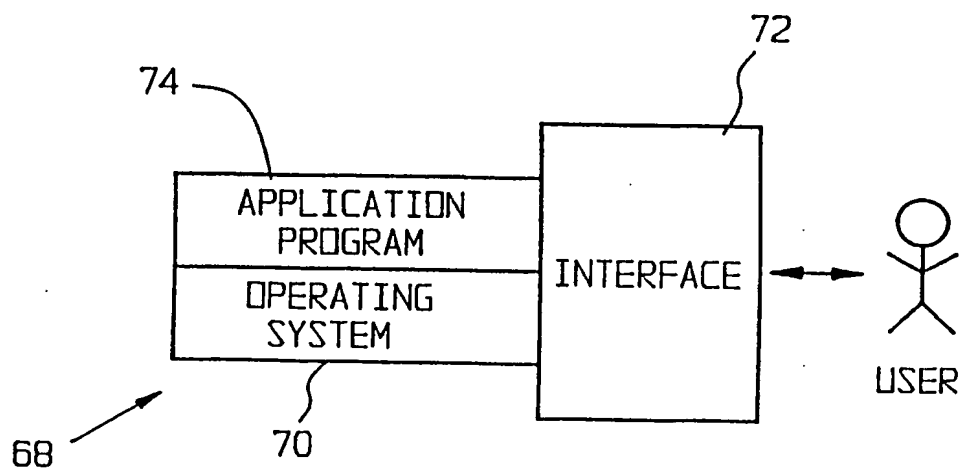 72
74
APPLICATION
PROGRAM
INTERFACE
OPERATING
SYSTEM
USER
70
68